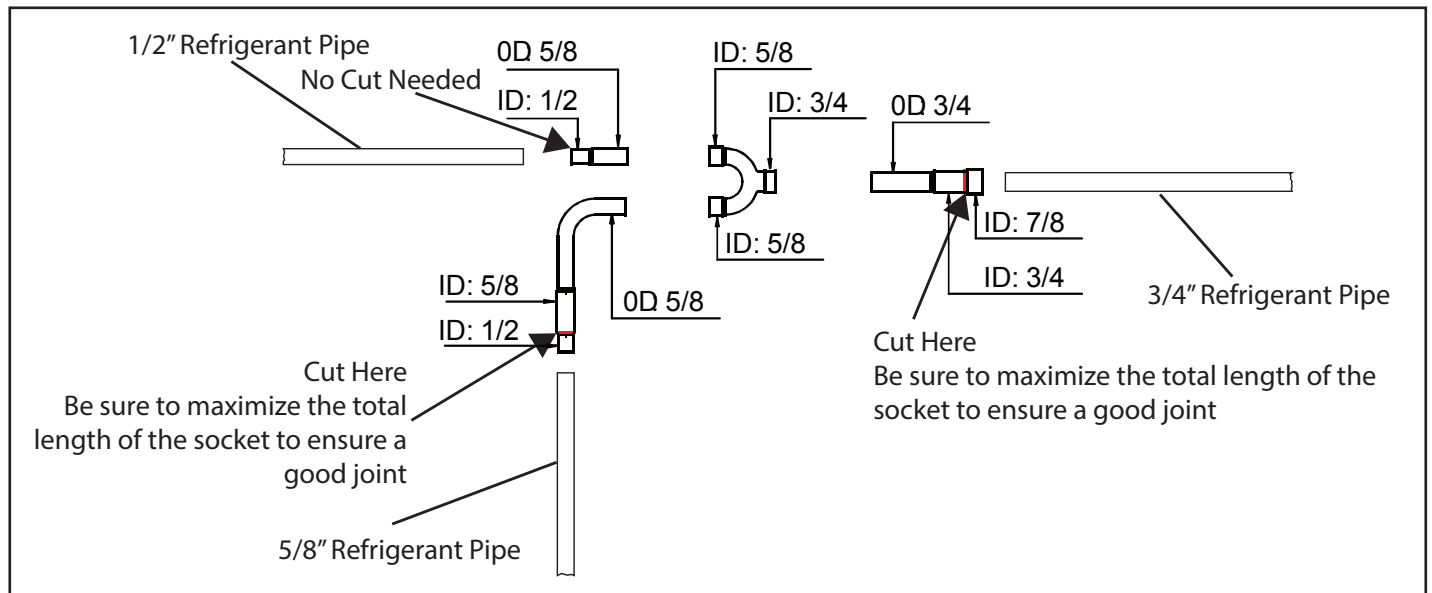 1/2" Refrigerant Pipe
No Cut Needed
0D 5/8
ID: 1/2
ID: 5/8
ID: 3/4
0D 3/4
ID: 5/8
ID: 7/8
ID: 3/4
3/4" Refrigerant Pipe
ID: 5/8
0D 5/8
ID: 1/2
Cut Here
Be sure to maximize the total
length of the socket to ensure a
good joint
Cut Here
Be sure to maximize the total length of the
socket to ensure a good joint
5/8" Refrigerant Pipe